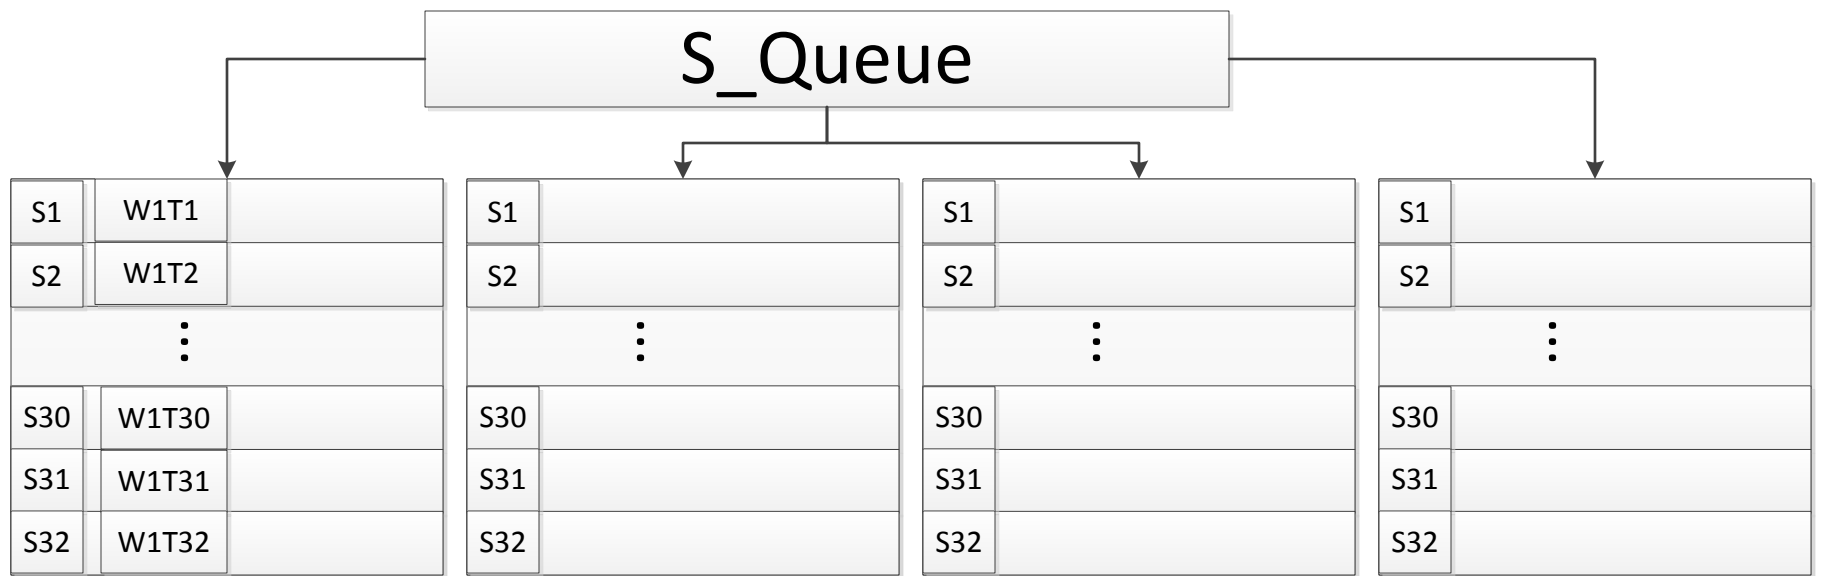 S_Queue
S1 W1T1 S1 S1 S1
S2 W1T2 S2 S2 S2
S30 W1T30 S30 S30 S30
S31 W1T31 S31 S31 S31
S32 W1T32 S32 S32 S32